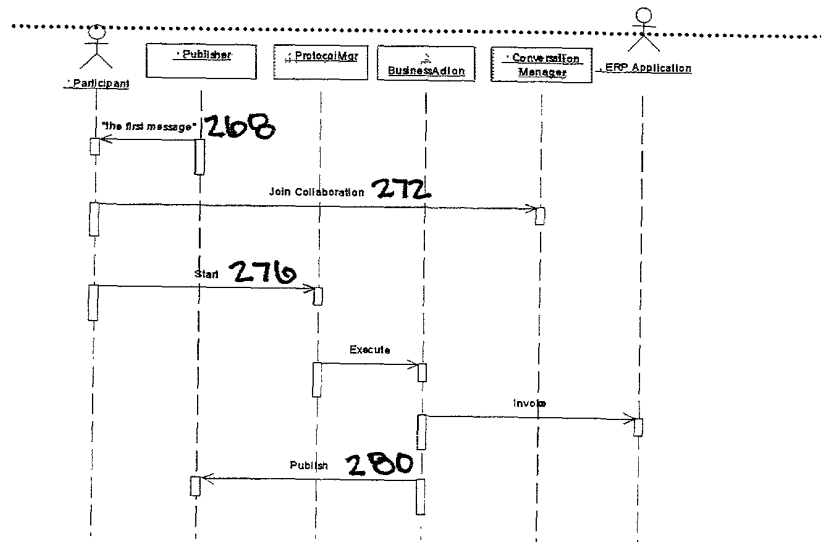 : Participant
: Publisher
: ProtocolMgr
:
BusinessAction
: Conversation
Manager
: ERP Application
"the first message" 268
Join Collaboration 272
Start 276
Execute
Invoke
Publish 280